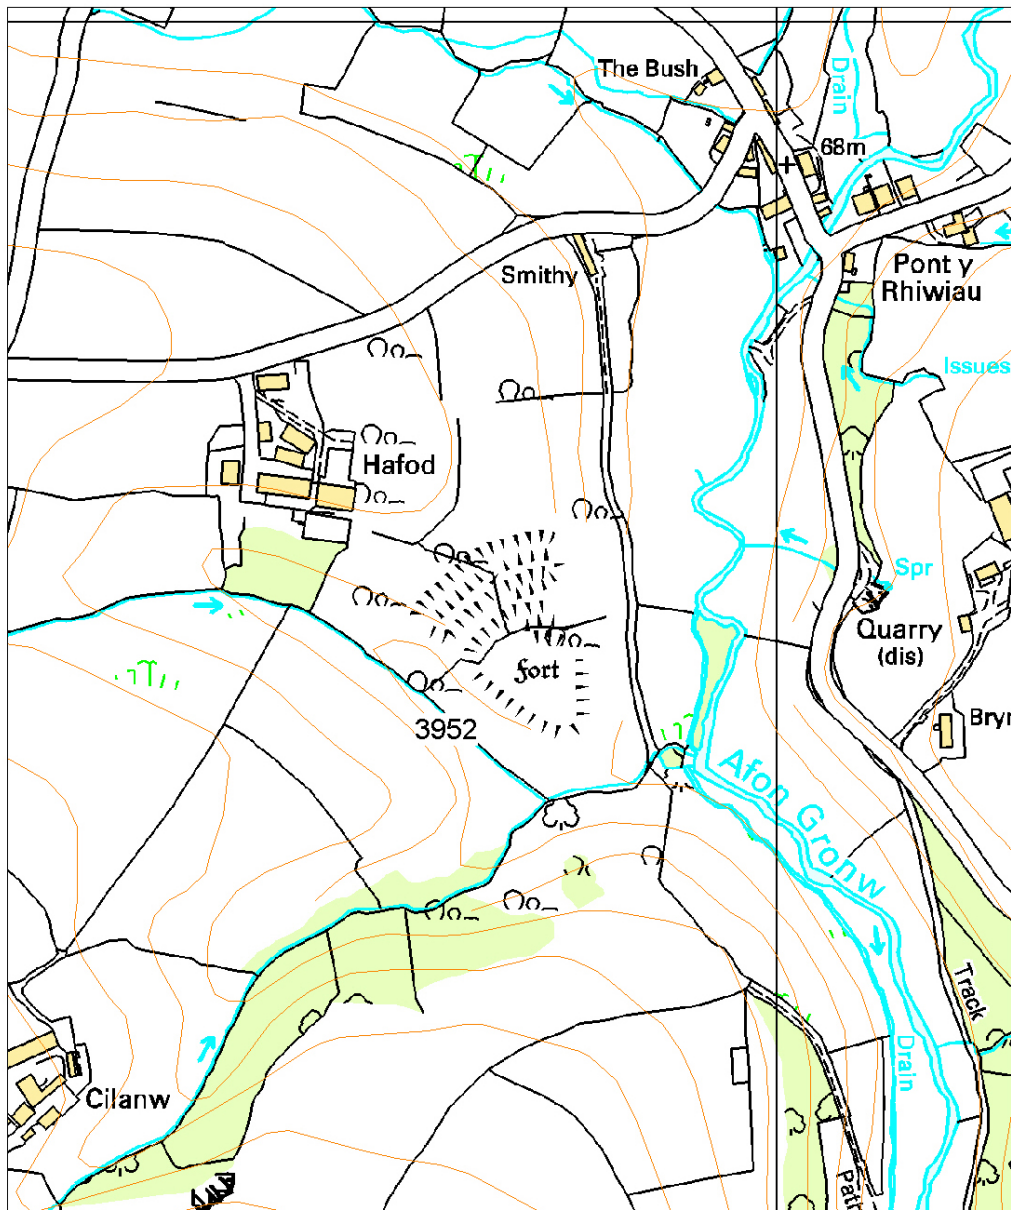 The Bush
Drain
68m
Smithy
Pont y
Rhiwiau
Issues
Hafod
Spr
Quarry
(dis)
fort
3952
Bryn
Afon Gronw
Track
Drain
Cilanw
Path